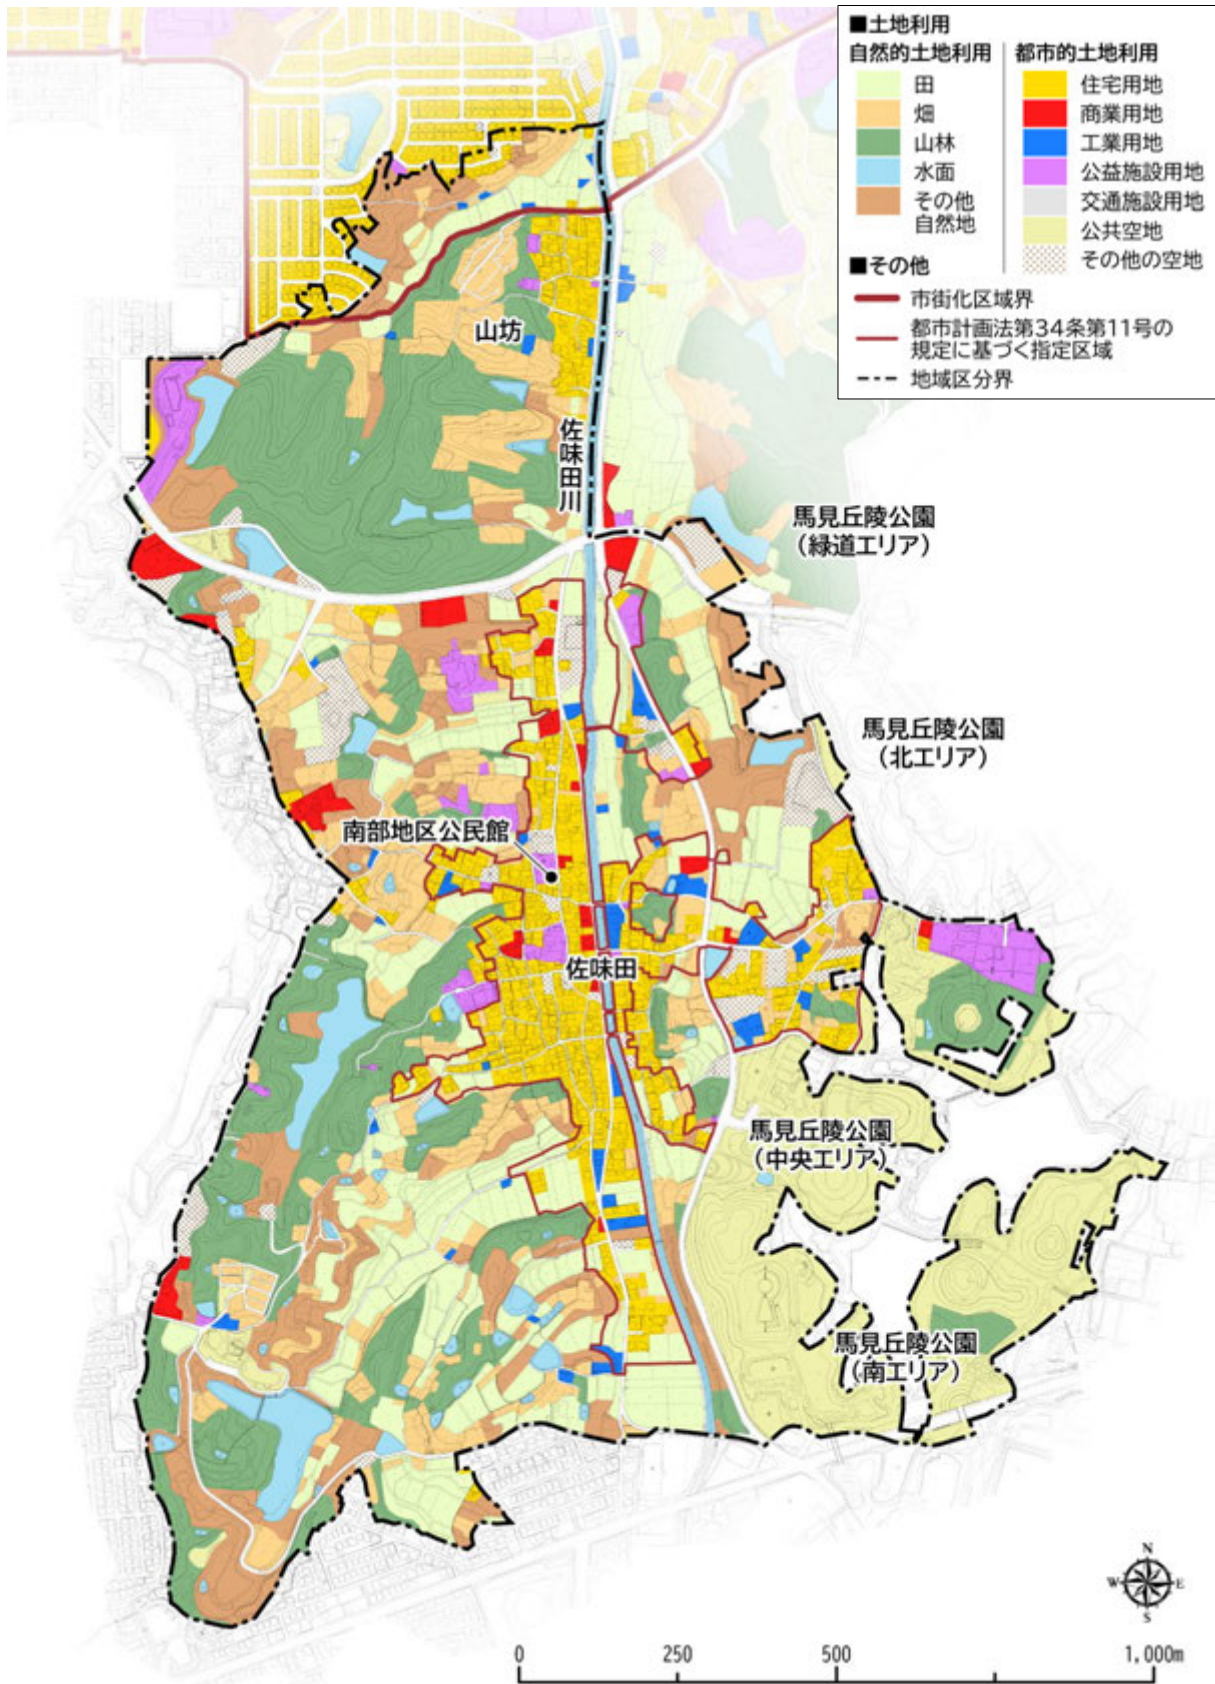 ■土地利用
自然的土地利用
都市的土地利用
田
畑
山林
水面
その他
自然地
住宅用地
商業用地
工業用地
公益施設用地
交通施設用地
公共空地
その他の空地
■その他
市街化区域界
都市計画法第34条第11号の
規定に基づく指定区域
地域区分界
山坊
佐味田川
馬見丘陵公園
（緑道エリア）
馬見丘陵公園
（北エリア）
南部地区公民館
佐味田
馬見丘陵公園
（中央エリア）
馬見丘陵公園
（南エリア）
N
W
E
S
0 250 500 1,000m